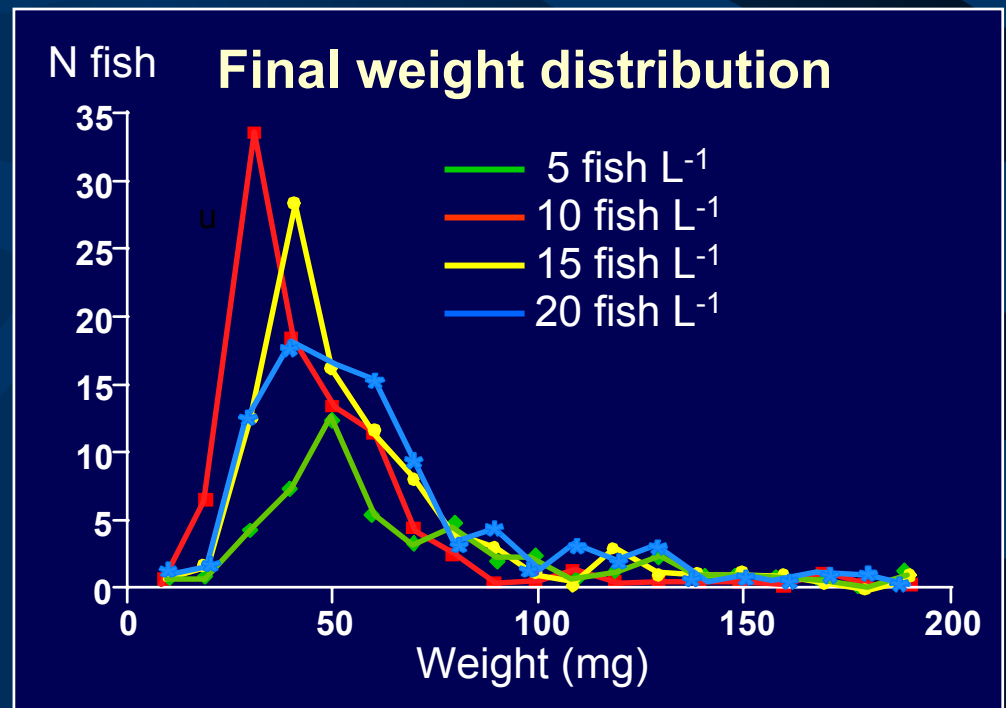 N fish
Final weight distribution
35
30
25
20
15
10
5
0
u
5 fish L⁻¹
10 fish L⁻¹
15 fish L⁻¹
20 fish L⁻¹
0 50 100 150 200
Weight (mg)